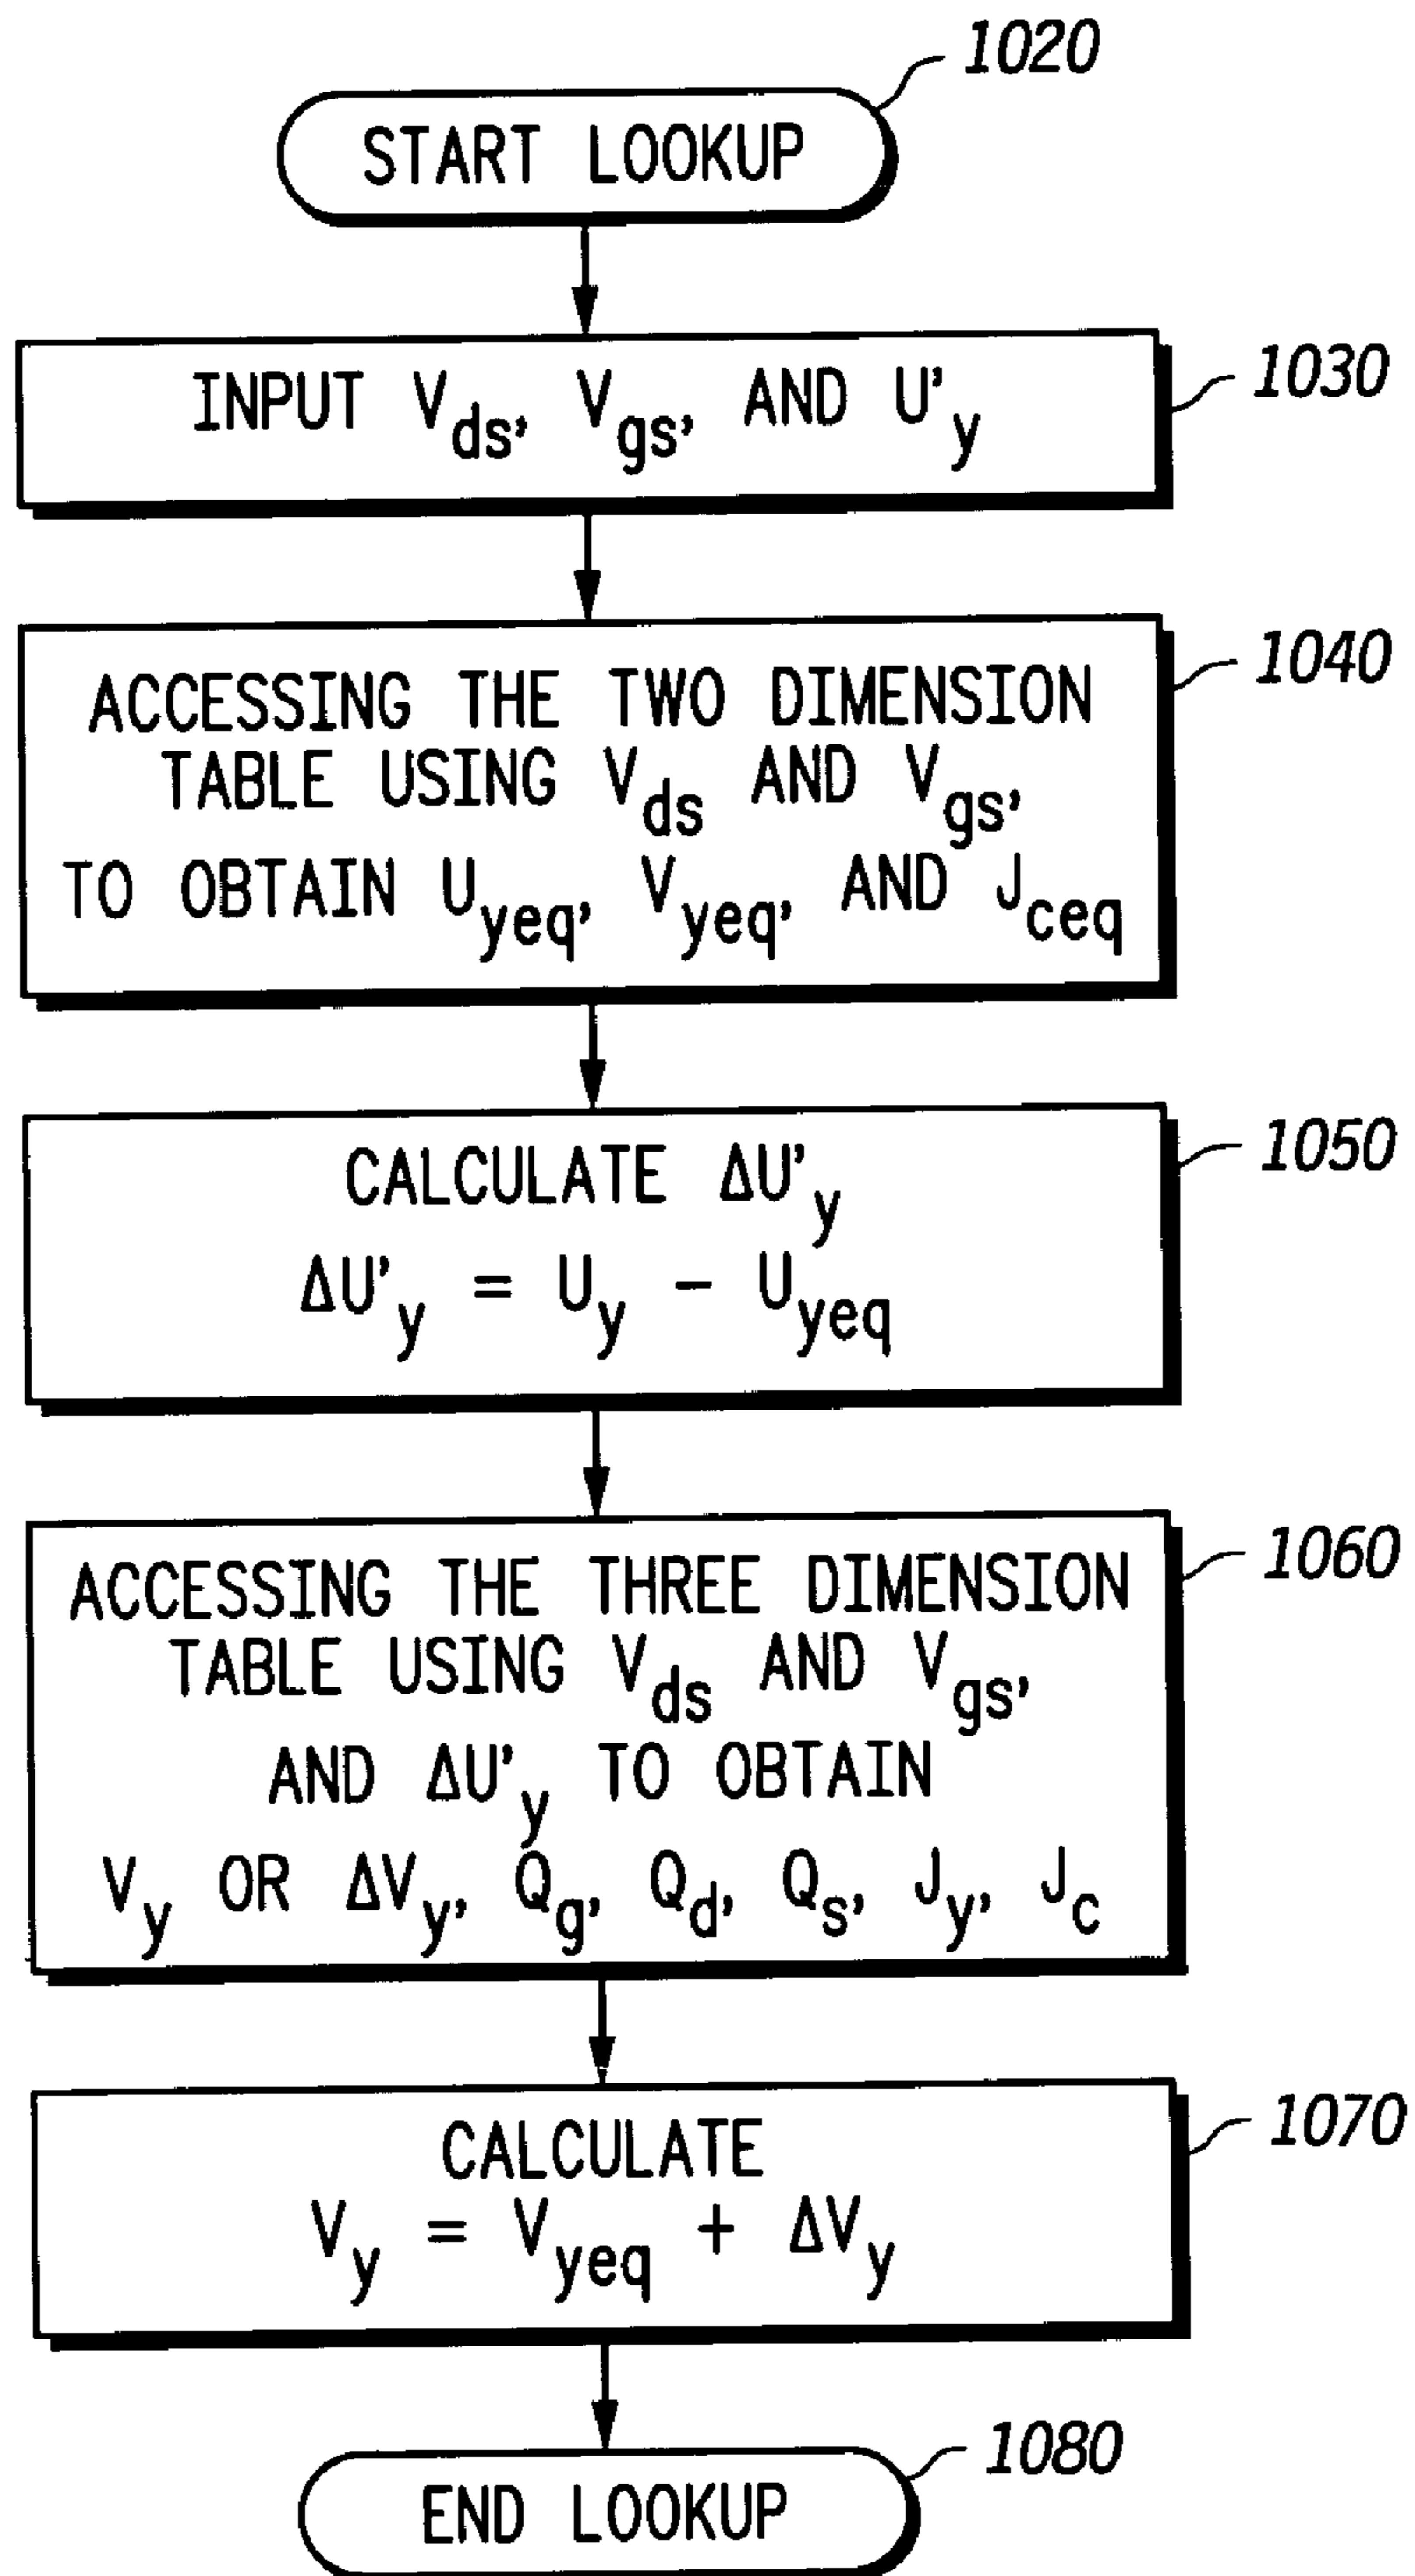 1020
START LOOKUP
1030
INPUT Vds, Vgs, AND U'y
1040
ACCESSING THE TWO DIMENSION
TABLE USING Vds AND Vgs,
TO OBTAIN Uyeq, Vyeq, AND Jceq
1050
CALCULATE ΔU'y
ΔU'y = Uy - Uyeq
1060
ACCESSING THE THREE DIMENSION
TABLE USING Vds AND Vgs,
AND ΔU'y TO OBTAIN
Vy OR ΔVy, Qg, Qd, Qs, Jy, Jc
1070
CALCULATE
Vy = Vyeq + ΔVy
1080
END LOOKUP